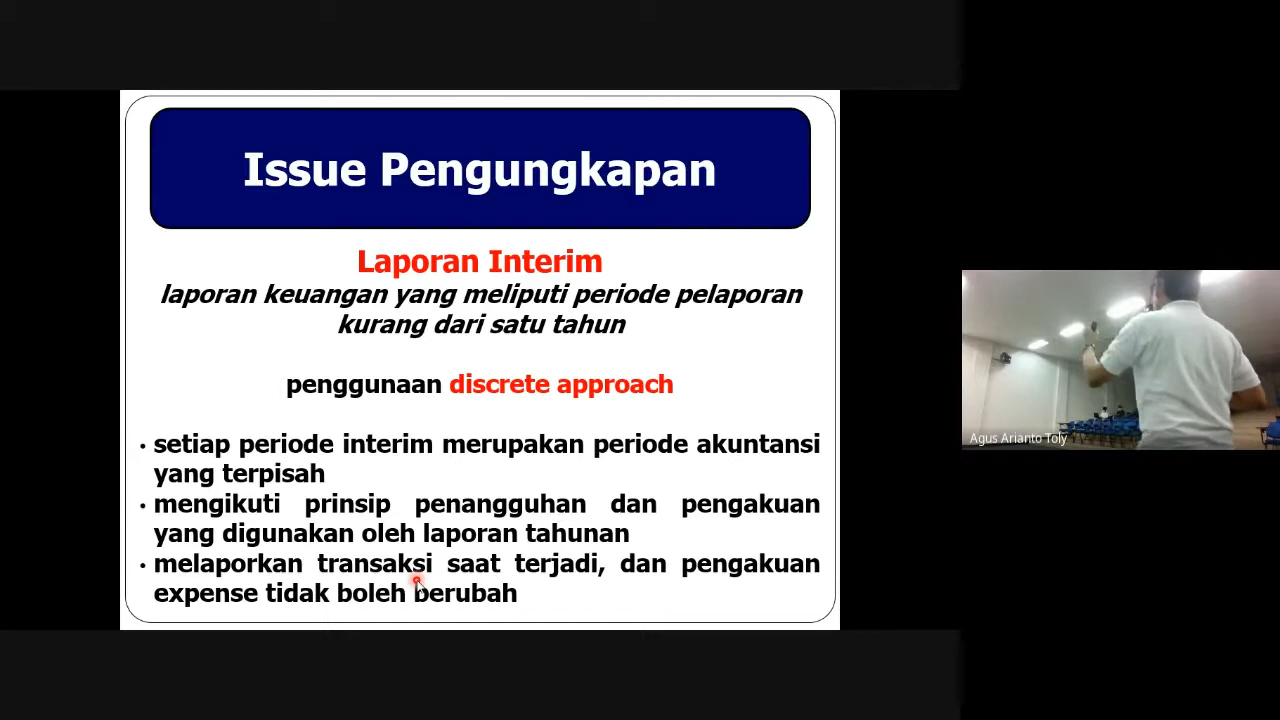 Issue Pengungkapan
Laporan Interim
laporan keuangan yang meliputi periode pelaporan
kurang dari satu tahun
penggunaan discrete approach
• setiap periode interim merupakan periode akuntansi
yang terpisah
• mengikuti prinsip penangguhan dan pengakuan
yang digunakan oleh laporan tahunan
• melaporkan transaksi saat terjadi, dan pengakuan
expense tidak boleh berubah
Agus Arianto Toly